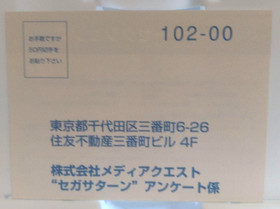 お手数ですが
50円切手を
お貼り下さい
102-00
東京都千代田区三番町6-26
住友不動産三番町ビル 4F
株式会社メディアクエスト
“セガサターン” アンケート係